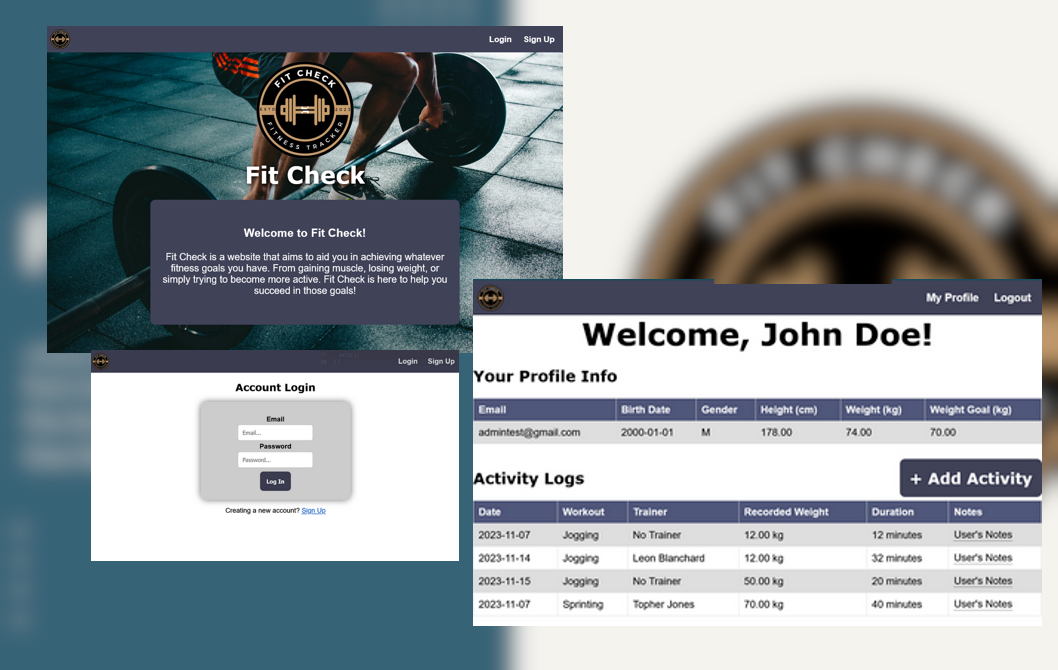 Login Sign Up
FIT CHECK
ESTD 2023
FITNESS TRACKER
Fit Check
Welcome to Fit Check!
Fit Check is a website that aims to aid you in achieving whatever
fitness goals you have. From gaining muscle, losing weight, or
simply trying to become more active. Fit Check is here to help you
succeed in those goals!
Login Sign Up
Account Login
Email
Email...
Password
Password...
Log In
Creating a new account? Sign Up
FIT CHECK
My Profile Logout
Welcome, John Doe!
Your Profile Info
Email Birth Date Gender Height (cm) Weight (kg) Weight Goal (kg)
admintest@gmail.com 2000-01-01 M 178.00 74.00 70.00
Activity Logs + Add Activity
Date Workout Trainer Recorded Weight Duration Notes
2023-11-07 Jogging No Trainer 12.00 kg 12 minutes User's Notes
2023-11-14 Jogging Leon Blanchard 12.00 kg 32 minutes User's Notes
2023-11-15 Jogging No Trainer 50.00 kg 20 minutes User's Notes
2023-11-07 Sprinting Topher Jones 70.00 kg 40 minutes User's Notes